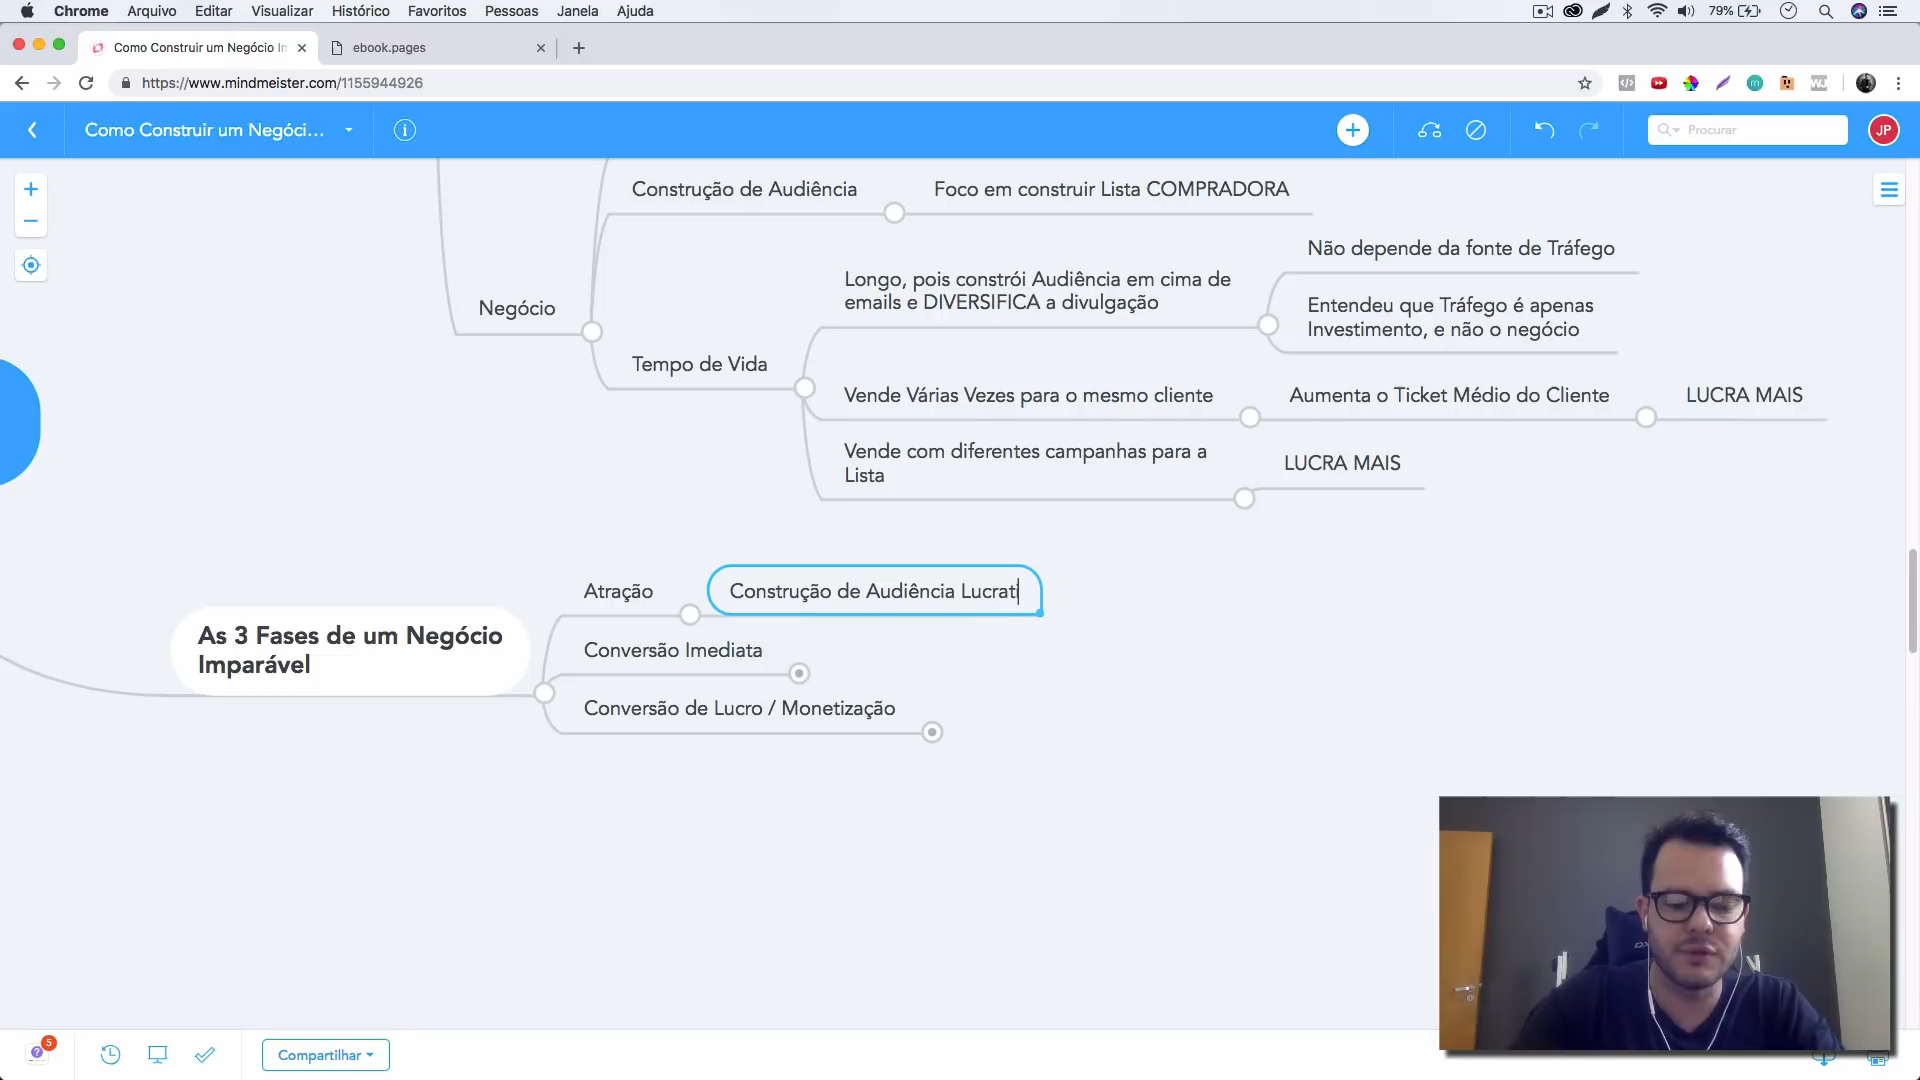 Chrome Arquivo Editar Visualizar Histórico Favoritos Pessoas Janela Ajuda
79%
Como Construir um Negócio
ebook.pages
https://www.mindmeister.com/1155944926
Como Construir um Negóci...
Procurar
JP
Construção de Audiência
Foco em construir Lista COMPRADORA
Não depende da fonte de Tráfego
Longo, pois constrói Audiência em cima de
emails e DIVERSIFICA a divulgação
Entendeu que Tráfego é apenas
Investimento, e não o negócio
Negócio
Tempo de Vida
Vende Várias Vezes para o mesmo cliente
Aumenta o Ticket Médio do Cliente
LUCRA MAIS
Vende com diferentes campanhas para a
Lista
LUCRA MAIS
Atração
Construção de Audiência Lucrati
As 3 Fases de um Negócio
Imparável
Conversão Imediata
Conversão de Lucro / Monetização
5
Compartilhar